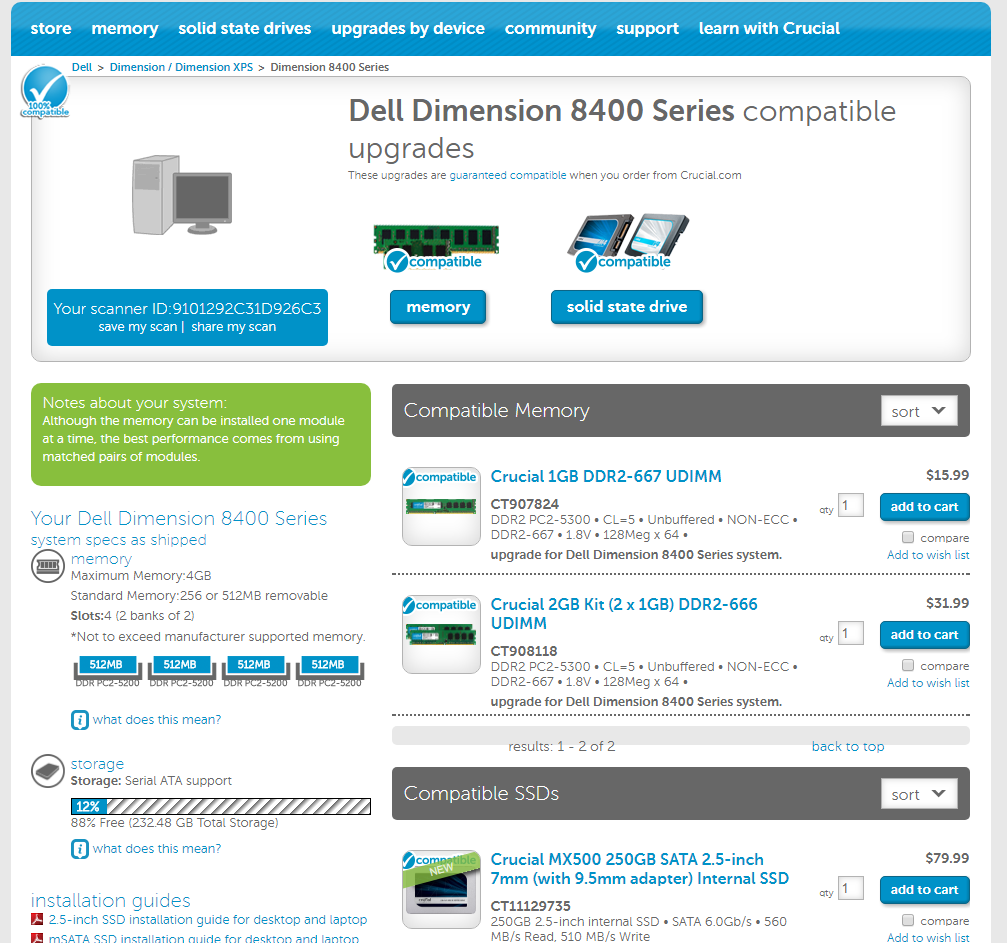 store memory solid state drives upgrades by device community support learn with Crucial
Dell > Dimension / Dimension XPS > Dimension 8400 Series
100%
compatible
Dell Dimension 8400 Series compatible
upgrades
These upgrades are guaranteed compatible when you order from Crucial.com
compatible
compatible
memory
solid state drive
Your scanner ID:9101292C31D926C3
save my scan | share my scan
Notes about your system:
Although the memory can be installed one module
at a time, the best performance comes from using
matched pairs of modules.
Your Dell Dimension 8400 Series
system specs as shipped
memory
Maximum Memory:4GB
Standard Memory:256 or 512MB removable
Slots:4 (2 banks of 2)
*Not to exceed manufacturer supported memory.
512MB 512MB 512MB 512MB
DDR PC2-5200 DDR PC2-5200 DDR PC2-5200 DDR PC2-5200
i what does this mean?
storage
Storage: Serial ATA support
12%
88% Free (232.48 GB Total Storage)
i what does this mean?
installation guides
2.5-inch SSD installation guide for desktop and laptop
mSATA SSD installation guide for desktop and laptop
Compatible Memory
sort
compatible
Crucial 1GB DDR2-667 UDIMM
CT907824
DDR2 PC2-5300 • CL=5 • Unbuffered • NON-ECC •
DDR2-667 • 1.8V • 128Meg x 64 •
upgrade for Dell Dimension 8400 Series system.
$15.99
qty 1 add to cart
compare
Add to wish list
compatible
Crucial 2GB Kit (2 x 1GB) DDR2-666
UDIMM
CT908118
DDR2 PC2-5300 • CL=5 • Unbuffered • NON-ECC •
DDR2-667 • 1.8V • 128Meg x 64 •
upgrade for Dell Dimension 8400 Series system.
$31.99
qty 1 add to cart
compare
Add to wish list
results: 1 - 2 of 2
back to top
Compatible SSDs
sort
compatible
NEW
Crucial MX500 250GB SATA 2.5-inch
7mm (with 9.5mm adapter) Internal SSD
CT11129735
250GB 2.5-inch internal SSD • SATA 6.0Gb/s • 560
MB/s Read, 510 MB/s Write
$79.99
qty 1 add to cart
compare
Add to wish list